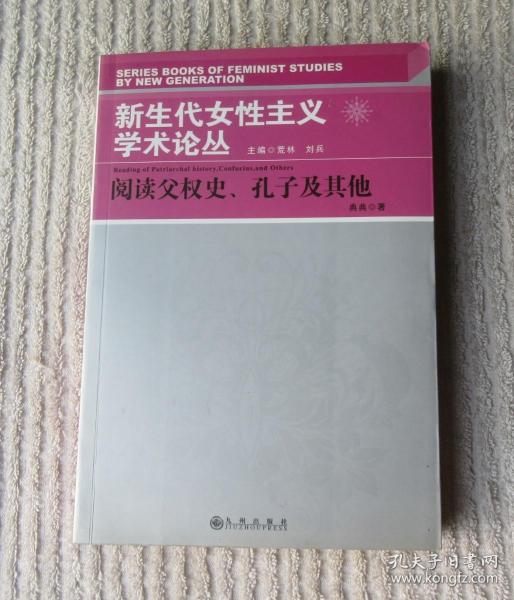 SERIES BOOKS OF FEMINIST STUDIES
BY NEW GENERATION
新生代女性主义
学术论丛 主编◎荒林 刘兵
Reading of Patriarchal history,Confucius,and Others
阅读父权史、孔子及其他
典典◎著
九州出版社
JIUZHOUPRESS
孔夫子旧书网
www.kongfz.com